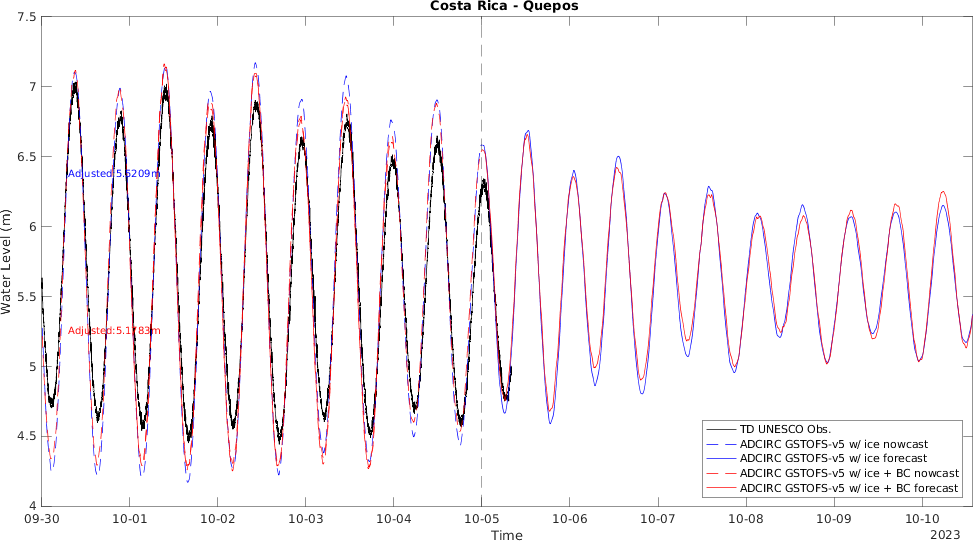 Costa Rica - Quepos
7.5
7
6.5
6
5.5
5
4.5
4
Water Level (m)
Adjusted:5.6209m
Adjusted:5.1783m
TD UNESCO Obs.
ADCIRC GSTOFS-v5 w/ ice nowcast
ADCIRC GSTOFS-v5 w/ ice forecast
ADCIRC GSTOFS-v5 w/ ice + BC nowcast
ADCIRC GSTOFS-v5 w/ ice + BC forecast
09-30 10-01 10-02 10-03 10-04 10-05 10-06 10-07 10-08 10-09 10-10
Time
2023